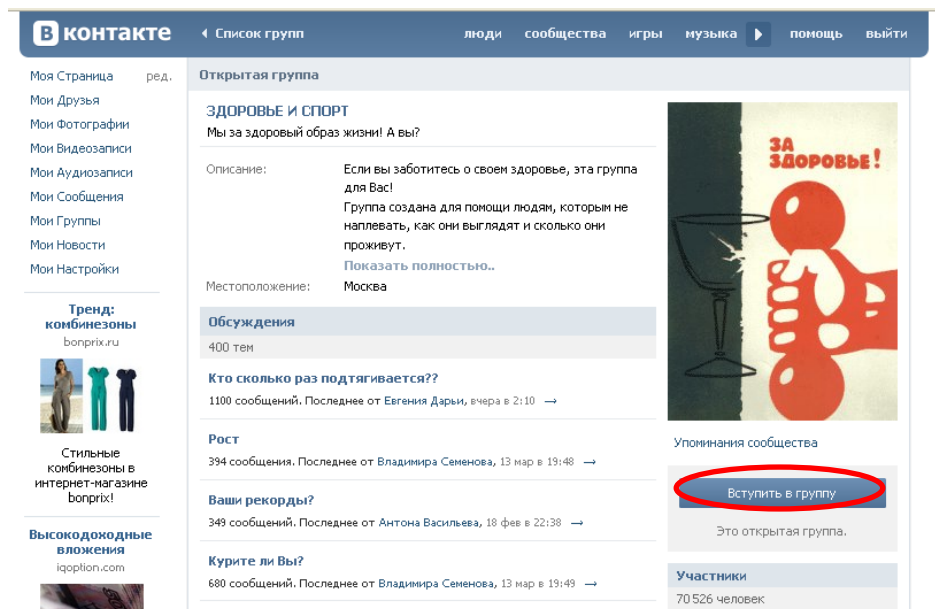 В контакте
Список групп
люди сообщества игры музыка помощь выйти
Моя Страница ред.
Мои Друзья
Мои Фотографии
Мои Видеозаписи
Мои Аудиозаписи
Мои Сообщения
Мои Группы
Мои Новости
Мои Настройки
Тренд:
комбинезоны
bonprix.ru
Стильные
комбинезоны в
интернет-магазине
bonprix!
Высокодоходные
вложения
iqoption.com
Открытая группа
ЗДОРОВЬЕ И СПОРТ
Мы за здоровый образ жизни! А вы?
Описание: Если вы заботитесь о своем здоровье, эта группа
для Вас!
Группа создана для помощи людям, которым не
наплевать, как они выглядят и сколько они
проживут.
Показать полностью..
Местоположение: Москва
Обсуждения
400 тем
Кто сколько раз подтягивается??
1100 сообщений. Последнее от Евгения Дарьи, вчера в 2:10 →
Рост
394 сообщения. Последнее от Владимира Семенова, 13 мар в 19:48 →
Ваши рекорды?
349 сообщений. Последнее от Антона Васильева, 18 фев в 22:38 →
Курите ли Вы?
680 сообщений. Последнее от Владимира Семенова, 13 мар в 19:49 →
ЗА
ЗДОРОВЬЕ!
Упоминания сообщества
Вступить в группу
Это открытая группа.
Участники
70 526 человек